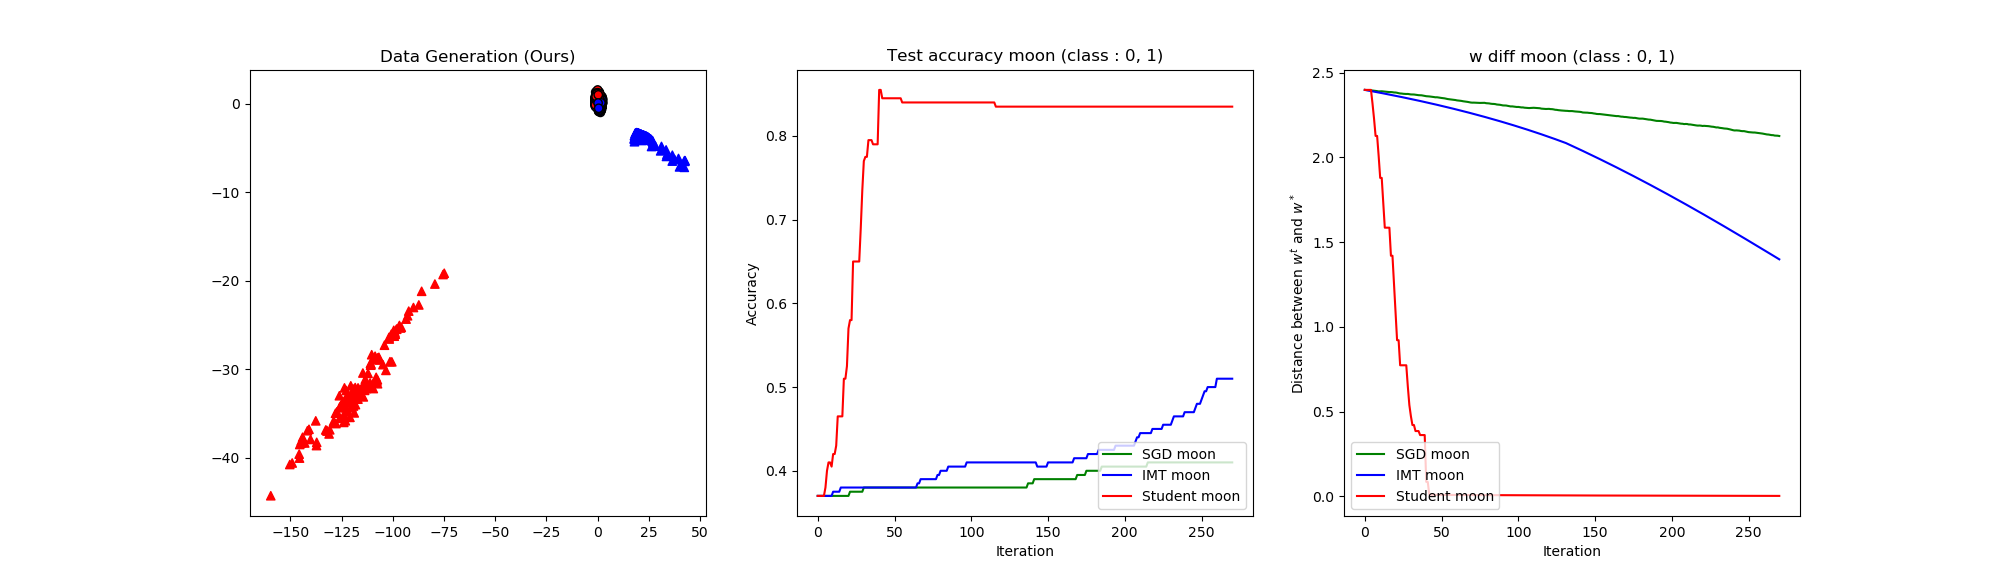 Data Generation (Ours)
0
−10
−20
−30
−40
−150
−125
−100
−75
−50
−25
0
25
50
Test accuracy moon (class : 0, 1)
Accuracy
0.8
0.7
0.6
0.5
0.4
SGD moon
IMT moon
Student moon
0
50
100
150
200
250
Iteration
w diff moon (class : 0, 1)
Distance between w^t and w^*
2.5
2.0
1.5
1.0
0.5
0.0
SGD moon
IMT moon
Student moon
0
50
100
150
200
250
Iteration